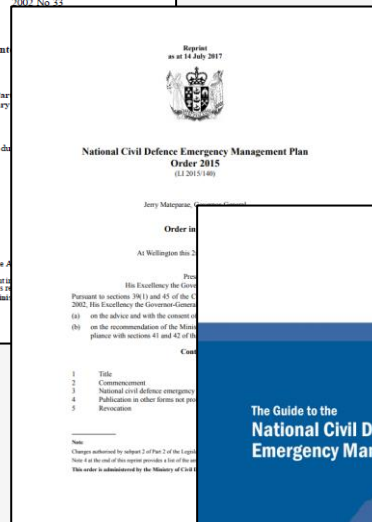 2002 No 33
Reprint
as at 14 July 2017
National Civil Defence Emergency Management Plan
Order 2015
(LI 2015/140)
Jerry Mateparae, Governor-General
Order in
At Wellington this 2
Pres
His Excellency the Gove
Pursuant to sections 39(1) and 45 of the C
2002, His Excellency the Governor-Genera
(a) on the advice and with the consent of
(b) on the recommendation of the Minis
pliance with sections 41 and 42 of th
Cont
1 Title
2 Commencement
3 National civil defence emergency
4 Publication in other forms not pro
5 Revocation
Note
Changes authorised by subpart 2 of Part 2 of the Legisl
Note 4 at the end of this reprint provides a list of the am
This order is administered by the Ministry of Civil D
The Guide to the
National Civil D
Emergency Mar